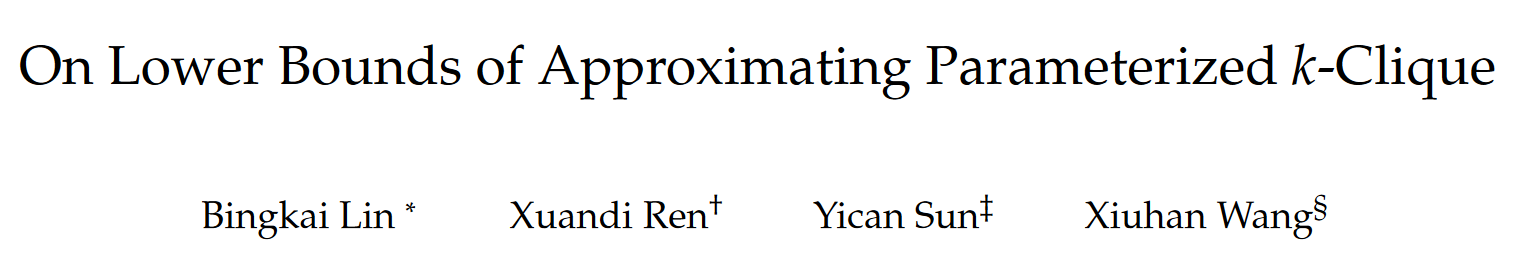 On Lower Bounds of Approximating Parameterized k-Clique
Bingkai Lin * Xuandi Ren† Yican Sun‡ Xiuhan Wang§